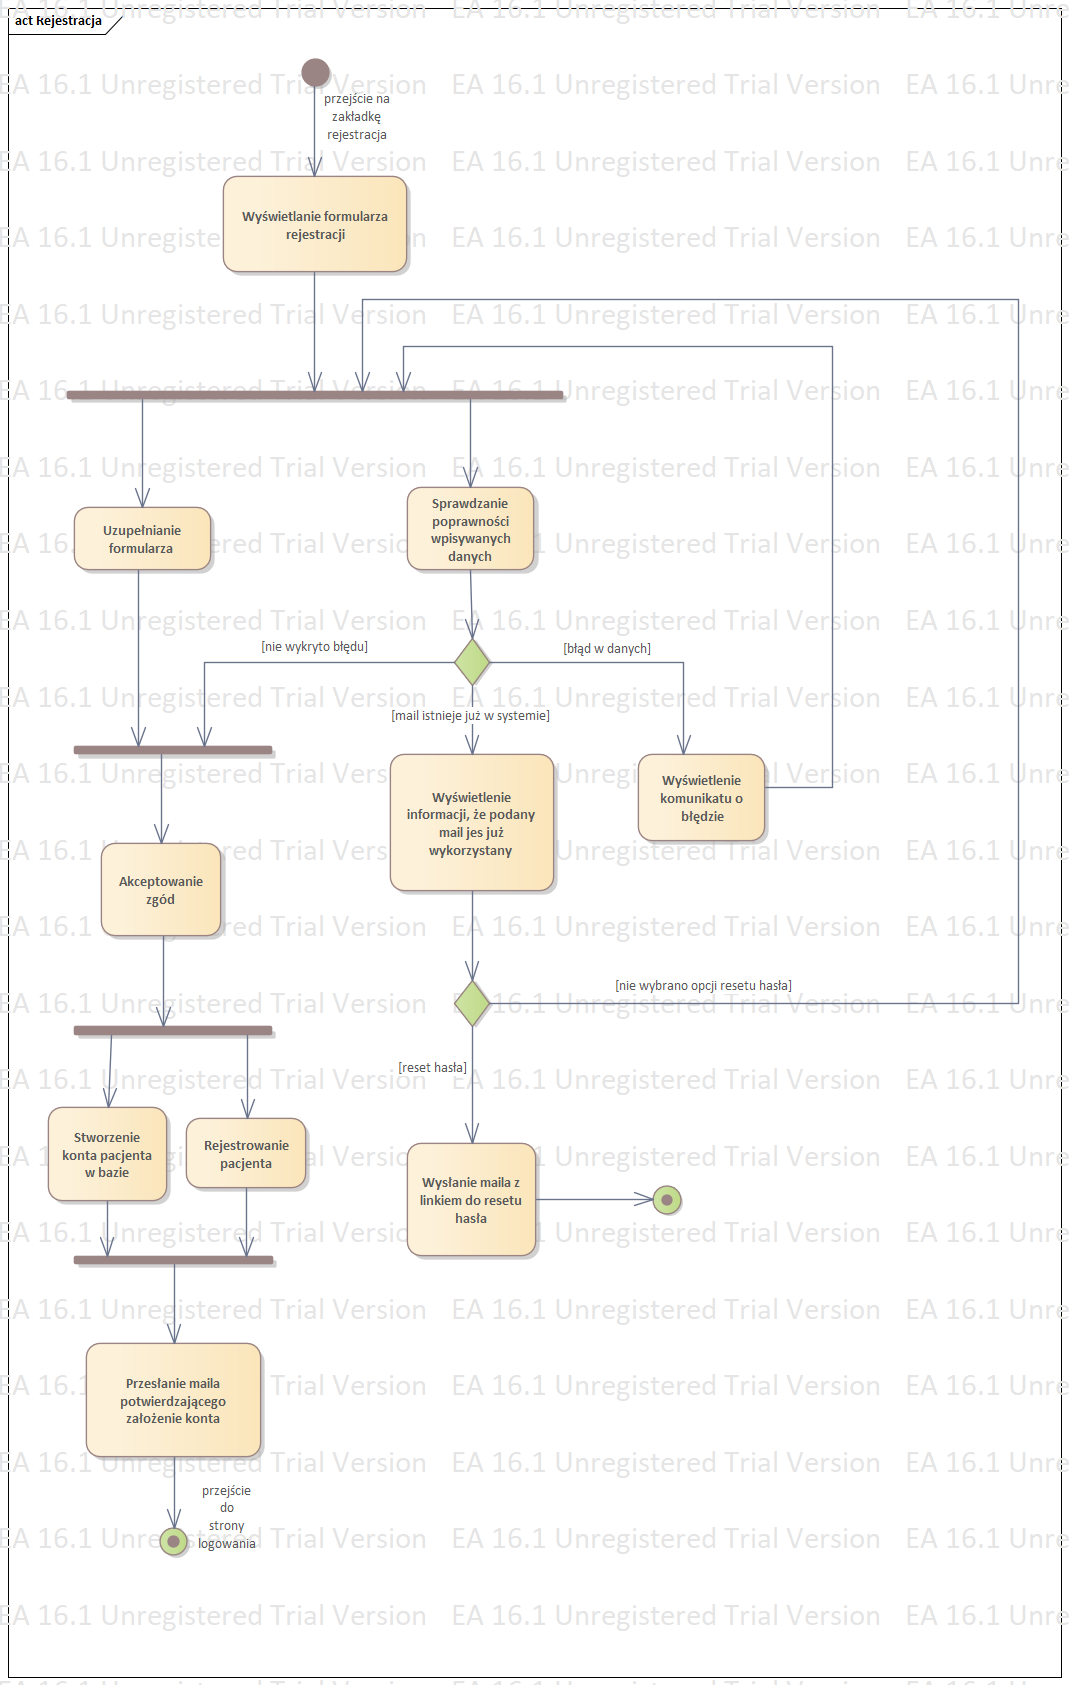 act Rejestracja
przejście na
zakładkę
rejestracja
Wyświetlanie formularza
rejestracji
Uzupełnianie
formularza
Sprawdzanie
poprawności
wpisywanych
danych
[nie wykryto błędu]
[błąd w danych]
[mail istnieje już w systemie]
Wyświetlenie
informacji, że podany
mail jes już
wykorzystany
Wyświetlenie
komunikatu o
błędzie
Akceptowanie
zgód
[nie wybrano opcji resetu hasła]
[reset hasła]
Stworzenie
konta pacjenta
w bazie
Rejestrowanie
pacjenta
Wysłanie maila z
linkiem do resetu
hasła
Przesłanie maila
potwierdzającego
założenie konta
przejście
do
strony
logowania
EA 16.1 Unregistered Trial Version EA 16.1 Unregistered Trial Version EA 16.1 Unre